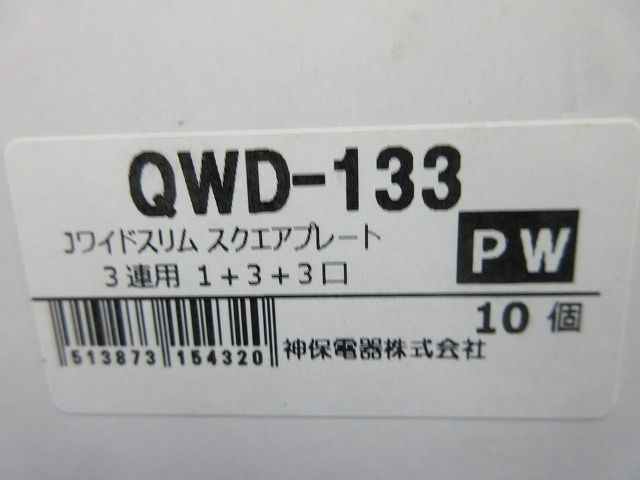 QWD-133
Jワイドスリム スクエアプレート
PW
3連用 1+3+3口
10 個
513873 154320
神保電器株式会社